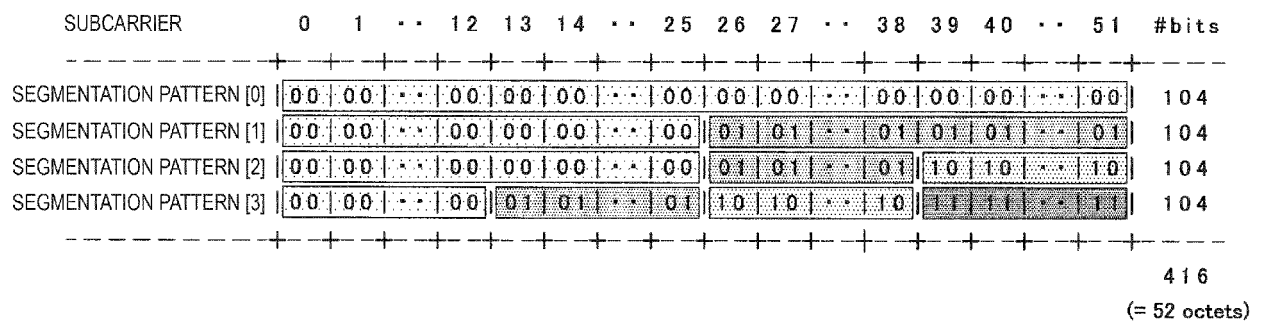 SUBCARRIER 0 1 ・・ 12 13 14 ・・ 25 26 27 ・・ 38 39 40 ・・ 51 #bits
SEGMENTATION PATTERN [0] | 00 | 00 | ・・ | 00 | 00 | 00 | ・・ | 00 | 00 | 00 | ・・ | 00 | 00 | 00 | ・・ | 00 | 104
SEGMENTATION PATTERN [1] | 00 | 00 | ・・ | 00 | 00 | 00 | ・・ | 00 | 01 | 01 | ・・ | 01 | 01 | 01 | ・・ | 01 | 104
SEGMENTATION PATTERN [2] | 00 | 00 | ・・ | 00 | 00 | 00 | ・・ | 00 | 01 | 01 | ・・ | 01 | 10 | 10 | ・・ | 10 | 104
SEGMENTATION PATTERN [3] | 00 | 00 | ・・ | 00 | 01 | 01 | ・・ | 01 | 10 | 10 | ・・ | 10 | 11 | 11 | ・・ | 11 | 104
416
(= 52 octets)